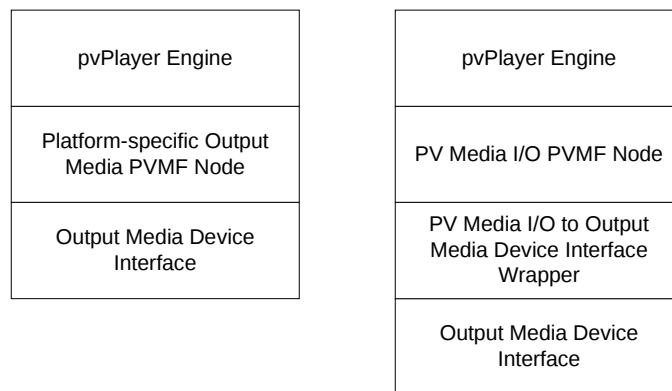 pvPlayer Engine
Platform-specific Output
Media PVMF Node
Output Media Device
Interface
pvPlayer Engine
PV Media I/O PVMF Node
PV Media I/O to Output
Media Device Interface
Wrapper
Output Media Device
Interface